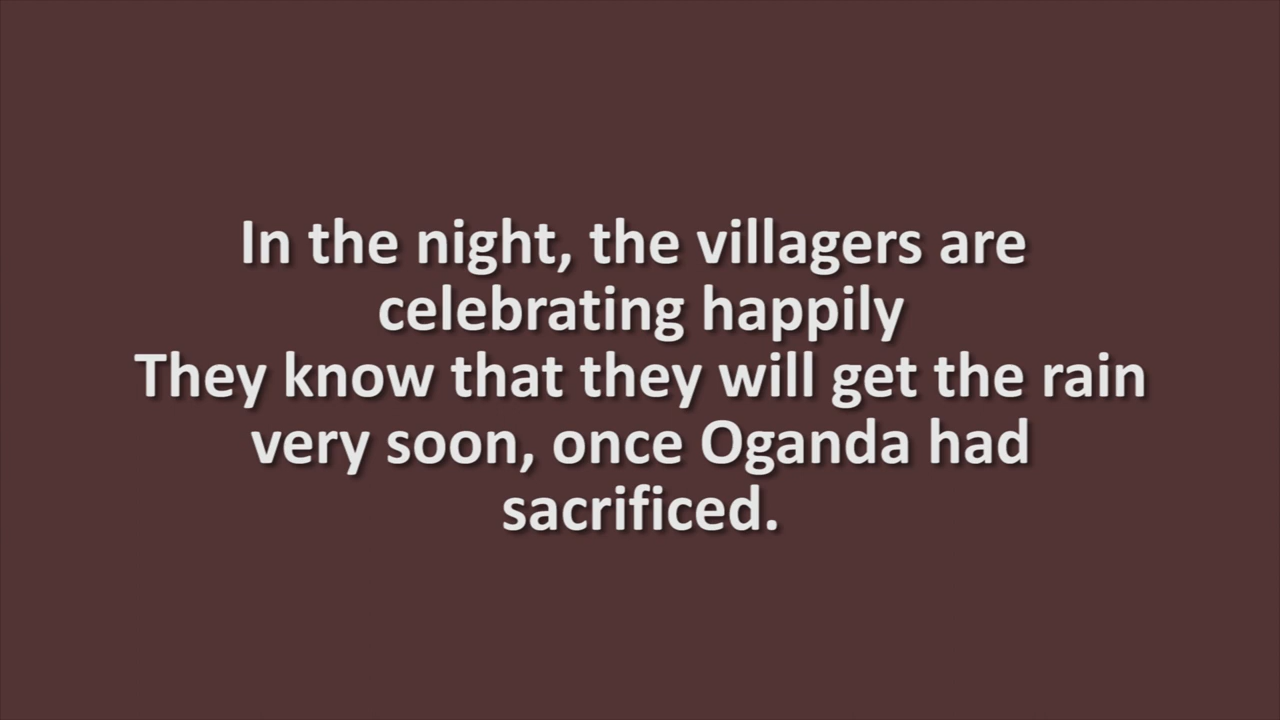 In the night, the villagers are
celebrating happily
They know that they will get the rain
very soon, once Oganda had
sacrificed.